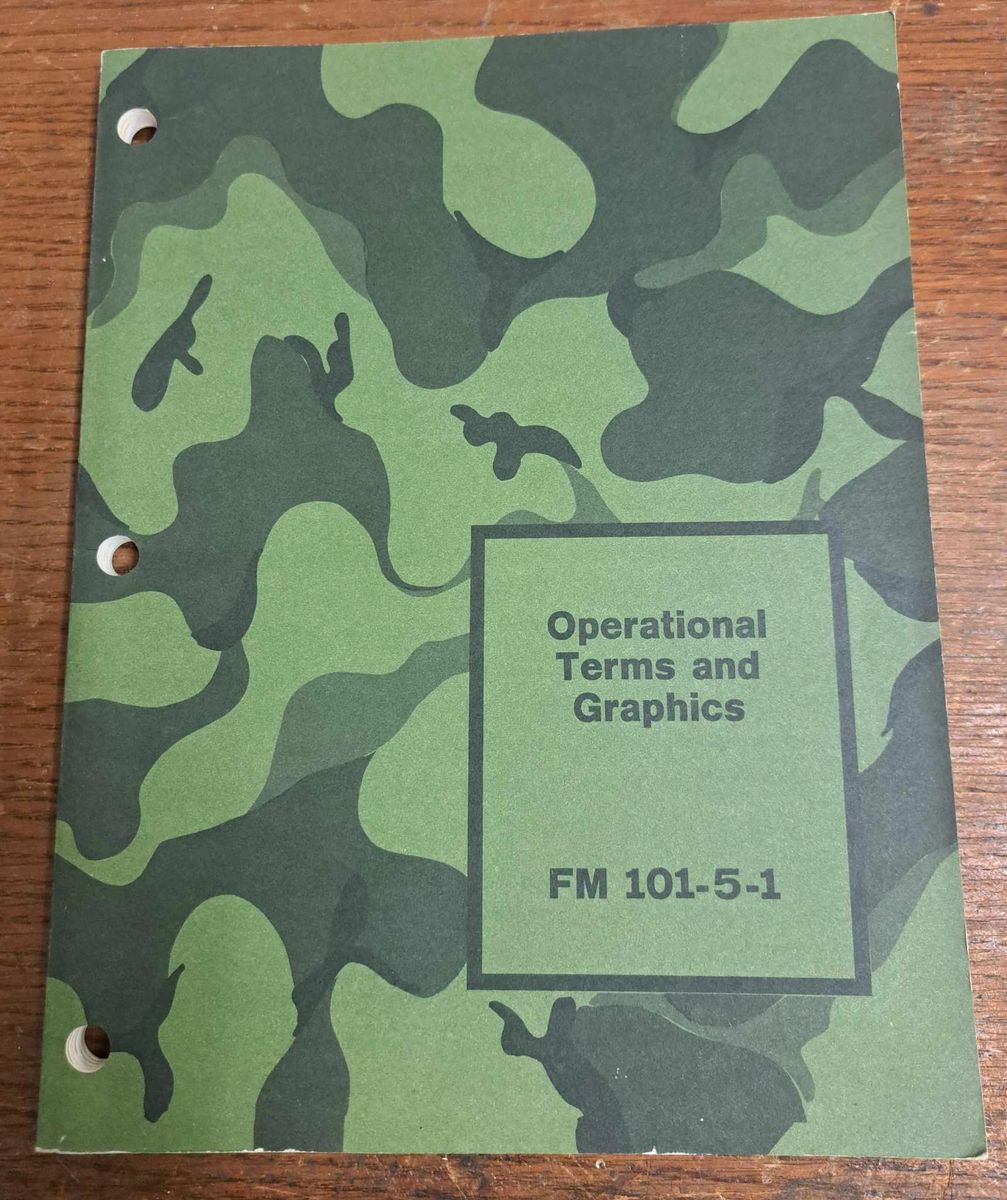 Operational
Terms and
Graphics
FM 101-5-1